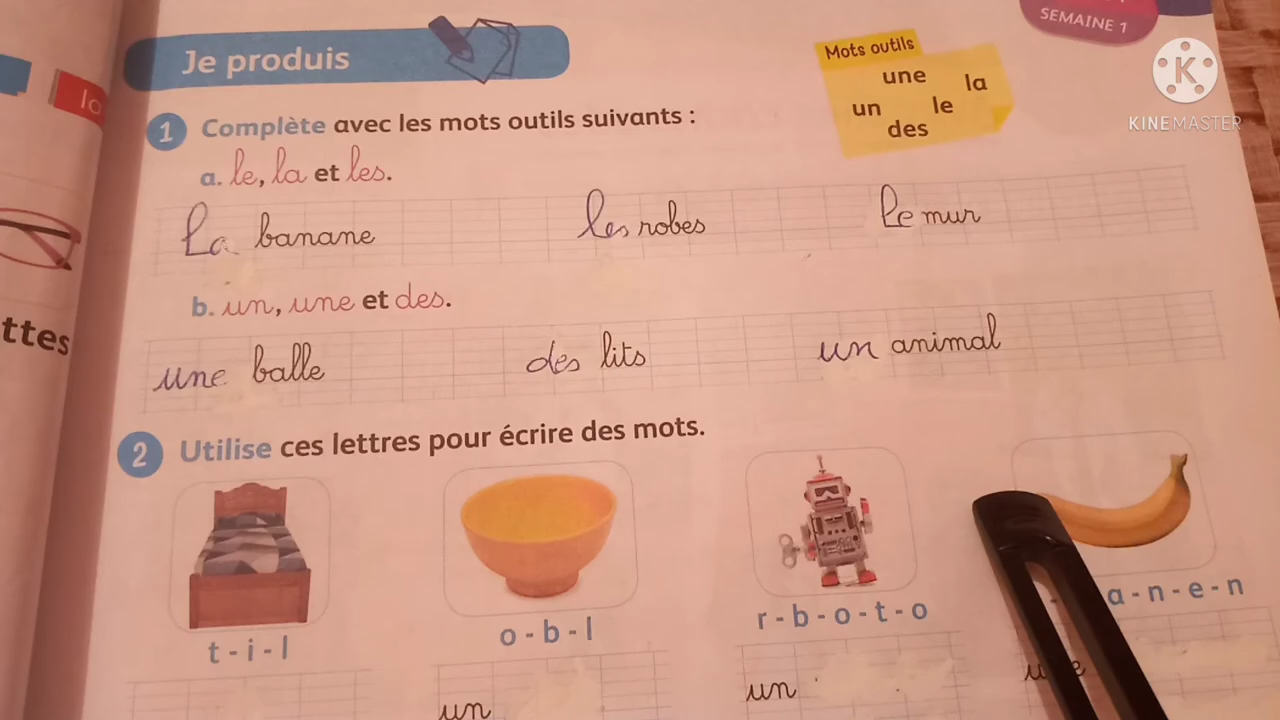 SEMAINE 1
Je produis
Mots outils
une
la
un
le
des
KINEMASTER
lo
1 Complète avec les mots outils suivants :
a. le, la et les.
La banane les robes Le mur
b. un, une et des.
une balle des lits un animal
ttes
2 Utilise ces lettres pour écrire des mots.
t - i - l o - b - l r - b - o - t - o a - n - e - n
un un